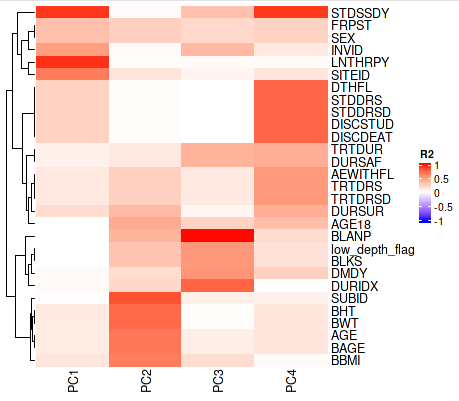 STDSSDY
FRPST
SEX
INVID
LNTHRPY
SITEID
DTHFL
STDDRS
STDDRSD
DISCSTUD
DISCDEAT
TRTDUR
DURSAF
AEWITHFL
TRTDRS
TRTDRSD
DURSUR
AGE18
BLANP
low_depth_flag
BLKS
DMDY
DURIDX
SUBID
BHT
BWT
AGE
BAGE
BBMI
PC1 PC2 PC3 PC4
R2
1
0.5
0
-0.5
-1